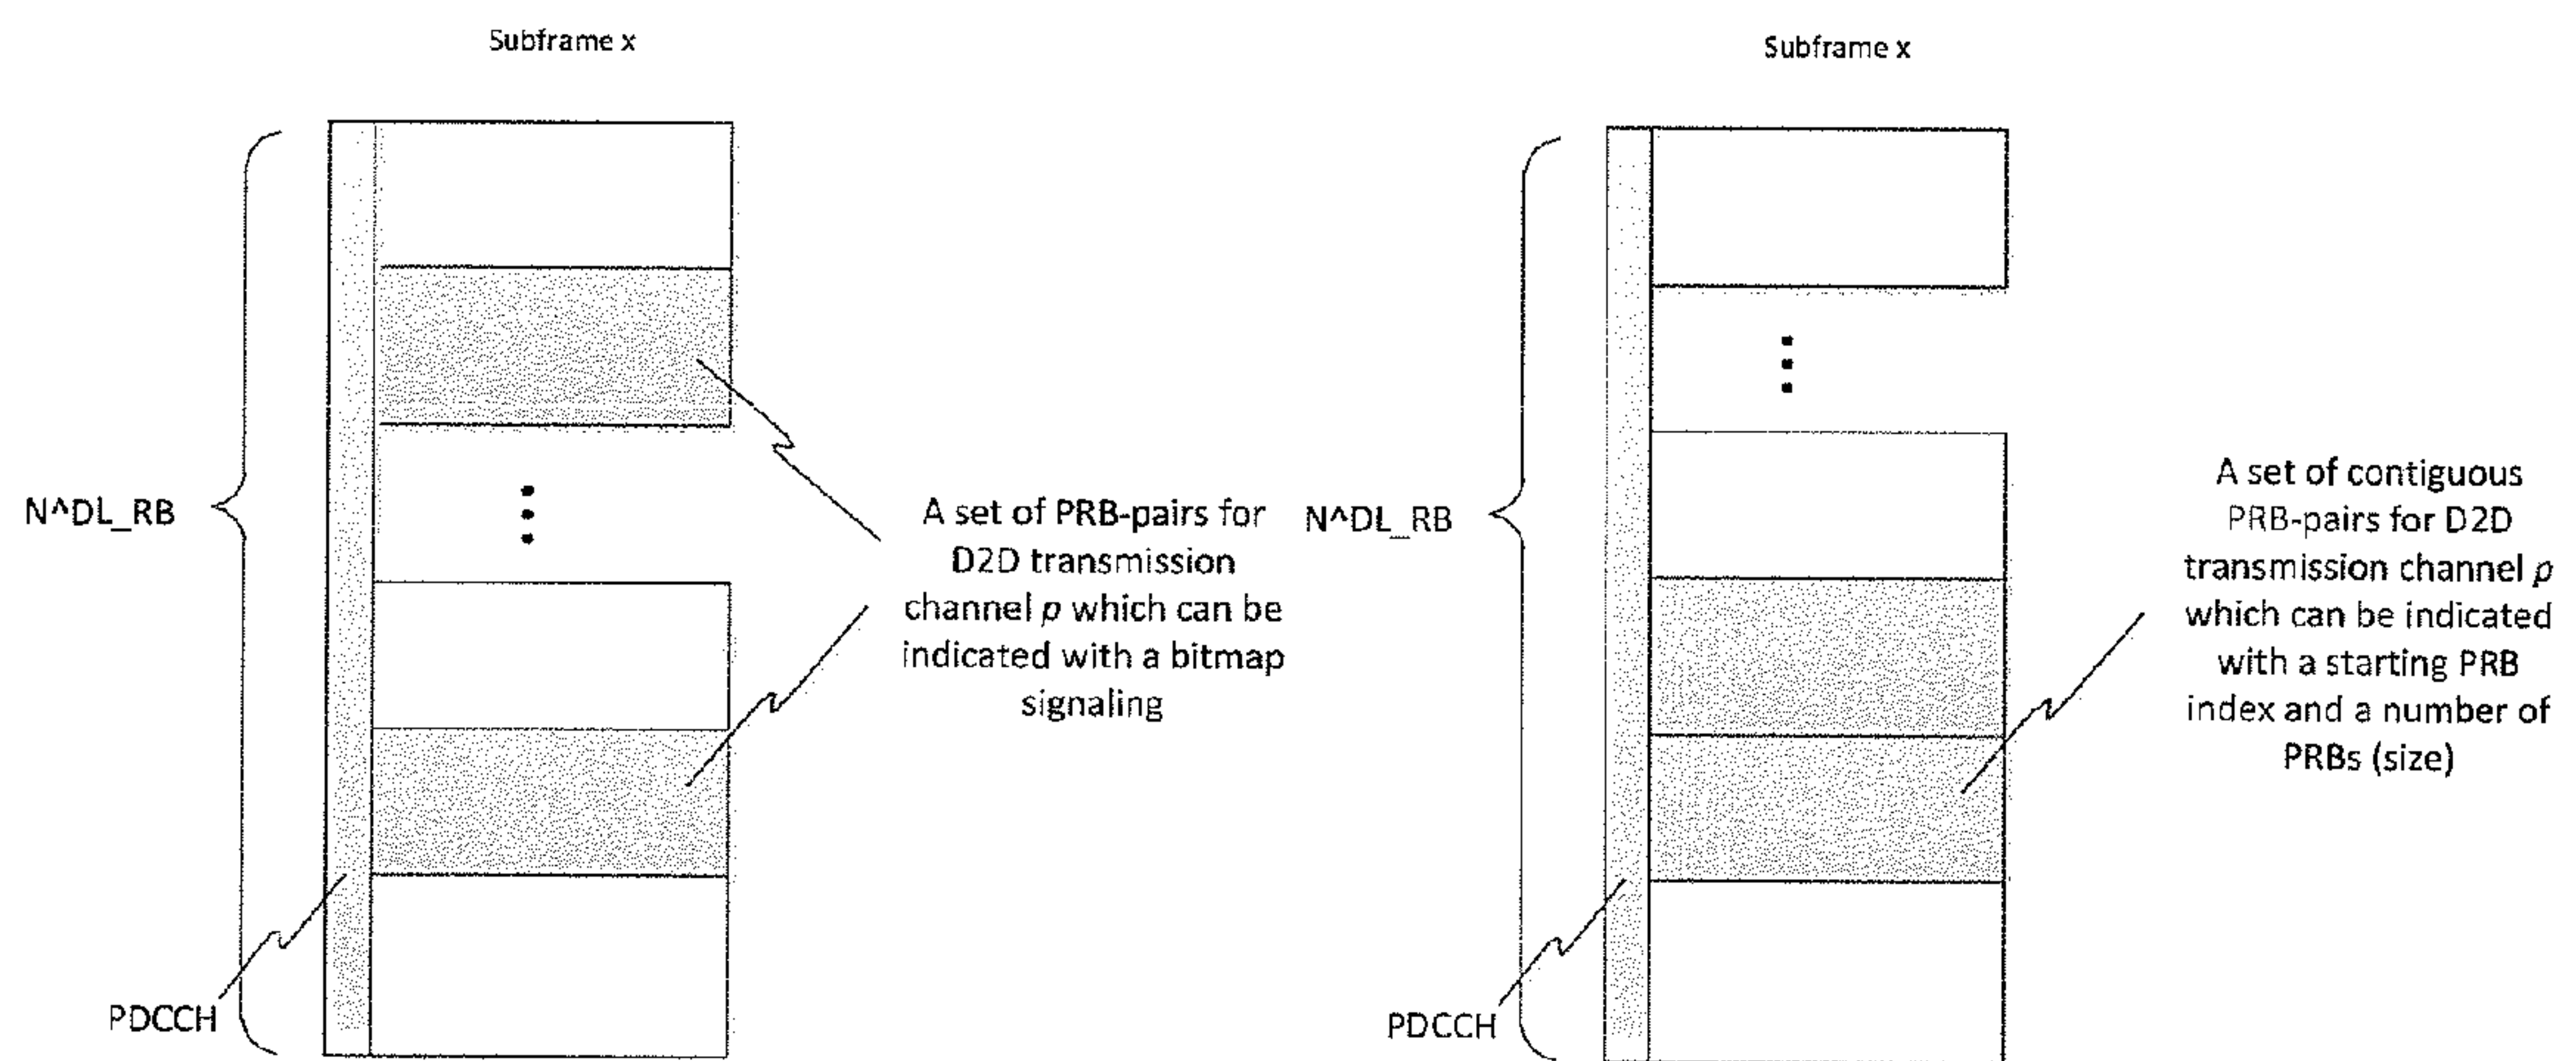 Subframe x
N^DL_RB
A set of PRB-pairs for
D2D transmission
channel p which can be
indicated with a bitmap
signaling
PDCCH
Subframe x
N^DL_RB
A set of contiguous
PRB-pairs for D2D
transmission channel p
which can be indicated
with a starting PRB
index and a number of
PRBs (size)
PDCCH